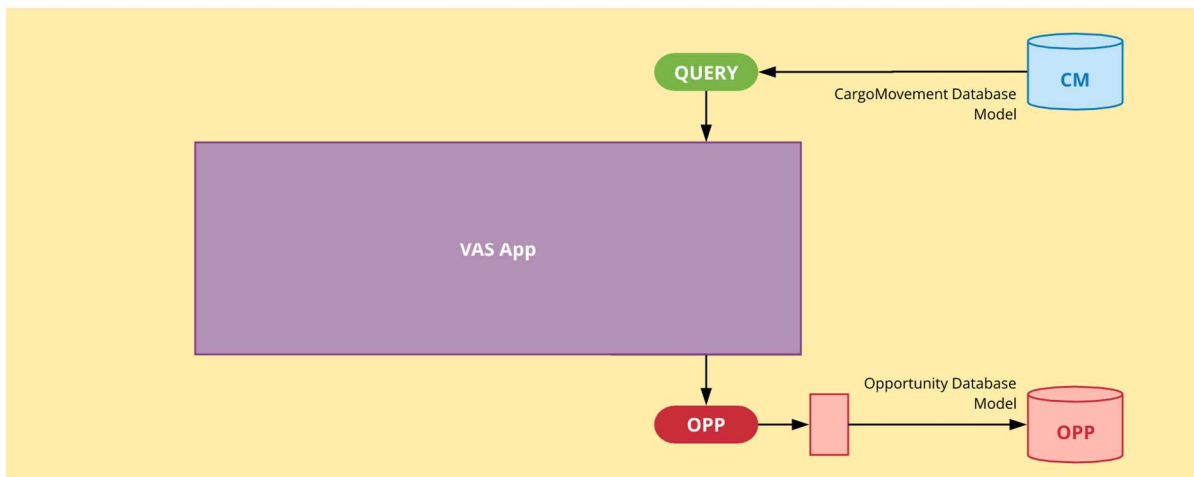 QUERY
CM
CargoMovement Database
Model
VAS App
Opportunity Database
Model
OPP
OPP